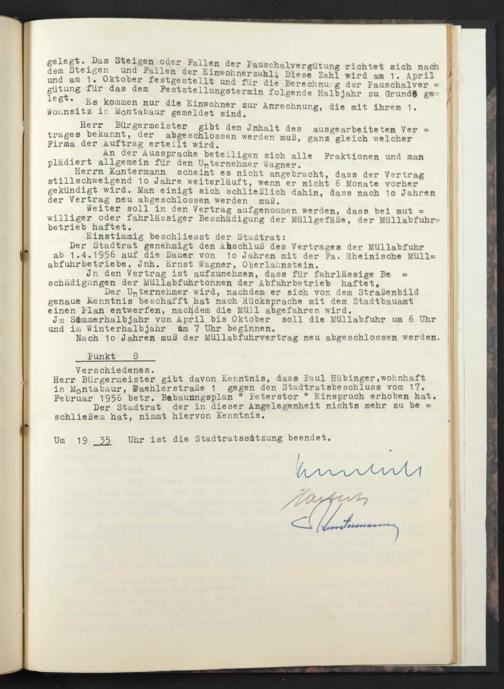 gelegt. Das Steigen oder Fallen der Pauschalvergütung richtet sich nach
dem Steigen und Fallen der Einwohnerzahl. Diese Zahl wird am 1. April
und am 1. Oktober festgestellt und für die Berechnung der Pauschalver =
gütung für das dem Feststellungstermin folgende Halbjahr zu Grunde ge=
legt.
Es kommen nur die Einwohner zur Anrechnung, die mit ihrem 1.
Wohnsitz in Montabaur gemeldet sind.
Herr Bürgermeister gibt den Jnhalt des ausgearbeiteten Ver =
trages bekannt, der abgeschlossen werden muß, ganz gleich welcher
Firma der Auftrag erteilt wird.
An der Aussprache beteiligen sich alle Fraktionen und man
plädiert allgemein für den Unternehmer Wagner.
Herrn Kuntermann scheint es nicht angebracht, dass der Vertrag
stillschweigend 1o Jahre weiterläuft, wenn er nicht 6 Monate vorher
gekündigt wird. Man einigt sich schließlich dahin, dass nach 1o Jahren
der Vertrag neu abgeschlossen werden muß.
Weiter soll in den Vertrag aufgenommen werden, dass bei mut =
williger oder fahrlässiger Beschädigung der Müllgefäße, der Müllabfuhr=
betrieb haftet.
Einstimmig beschliesst der Stadtrat:
Der Stadtrat genehmigt den Abschluß des Vertrages der Müllabfuhr
ab 1.4.1956 auf die Dauer von 1o Jahren mit der Fa. Rheinische Müll=
abfuhrbetriebe, Jnh. Ernst Wagner, Oberlahnstein.
Jn den Vertrag ist aufzunehmen, dass für fahrlässige Be =
schädigungen der Müllabfuhrtonnen der Abfuhrbetrieb haftet.
Der Unternehmer wird, nachdem er sich von dem Straßenbild
genaue Kenntnis beschafft hat nach Rücksprache mit dem Stadtbauamt
einen Plan entwerfen, nachdem die Müll abgefahren wird.
Jm Sommerhalbjahr von April bis Oktober soll die Müllabfuhr um 6 Uhr
und im Winterhalbjahr um 7 Uhr beginnen.
Nach 1o Jahren muß der Müllabfuhrvertrag neu abgeschlossen werden.
Punkt 8
Verschiedenes.
Herr Bürgermeister gibt davon Kenntnis, dass Paul Hübinger, wohnhaft
in Montabaur, Daehlerstraße 1 gegen den Stadtratsbeschluss vom 17.
Februar 1956 betr. Bebauungsplan " Peterstor " Einspruch erhoben hat.
Der Stadtrat der in dieser Angelegenheit nichts mehr zu be =
schließem hat, nimmt hiervon Kenntnis.
Um 19 35 Uhr ist die Stadtratssitzung beendet.